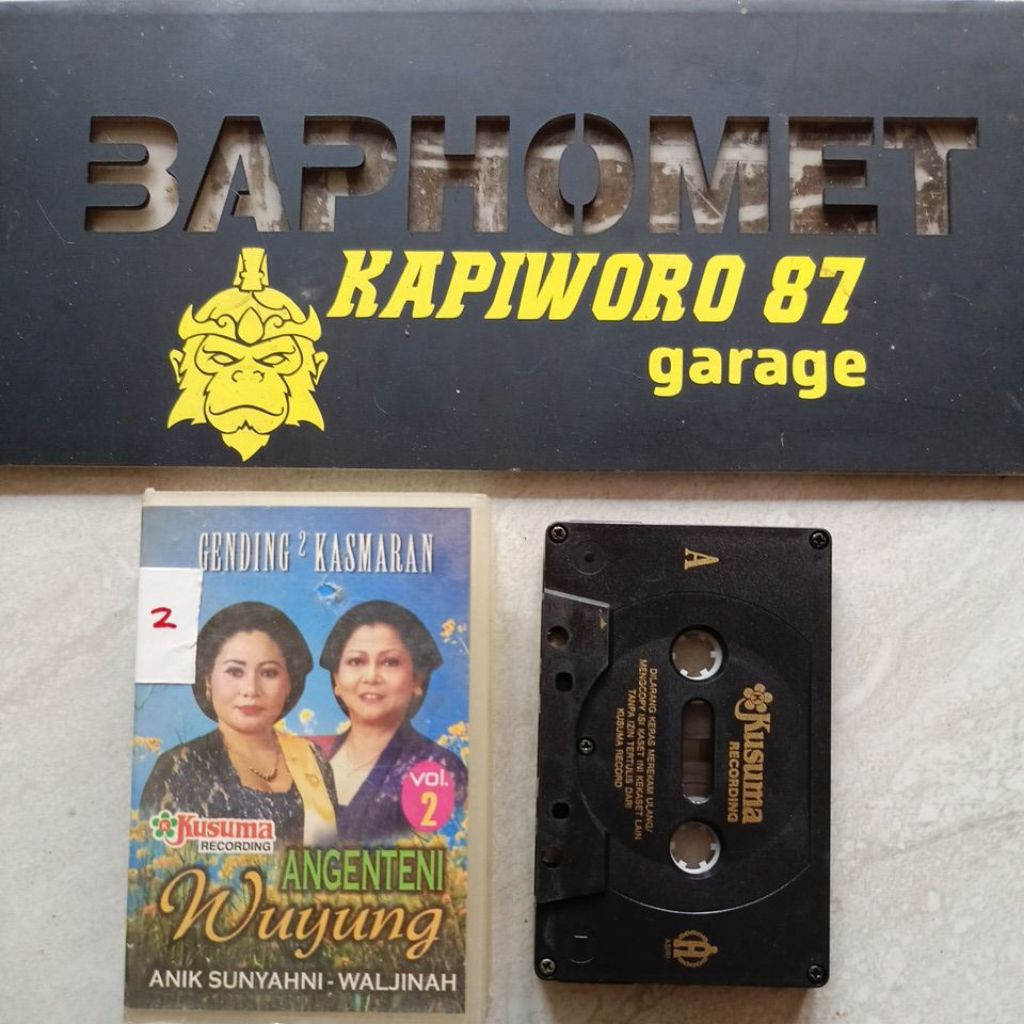 BAPHOMET
KAPIWORO 87
garage
GENDING 2 KASMARAN
2
VOL.
2
Kusuma
RECORDING
ANGENTENI
Wuyung
ANIK SUNYAHNI - WALJINAH
A
Kusuma
RECORDING
DILARANG KERAS MEREKAM ULANG/
MENGCOPY ISI KASET INI KEKASET LAIN
TANPA IZIN TERTULIS DARI
KUSUMA RECORD